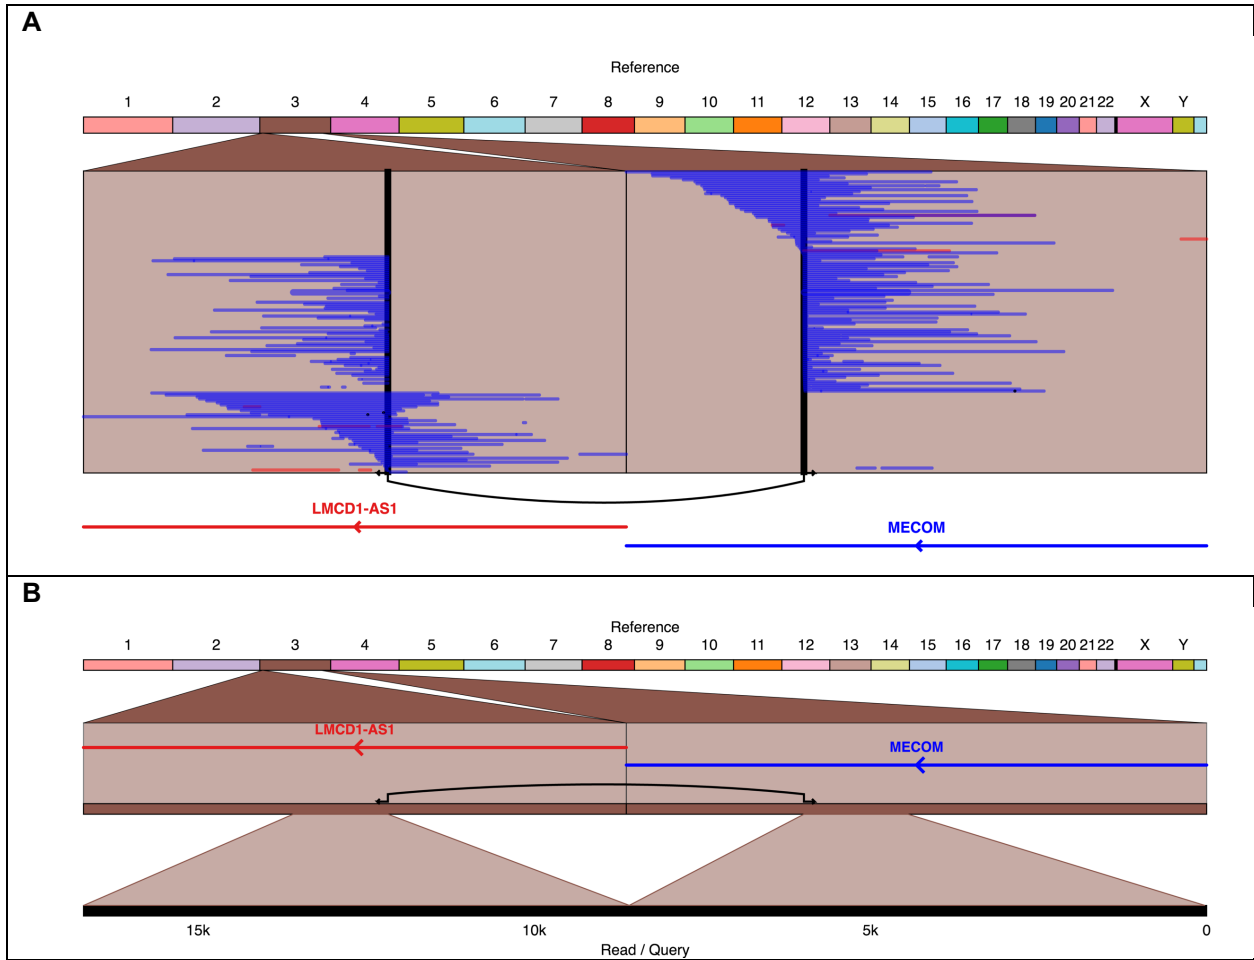 A
Reference
1 2 3 4 5 6 7 8 9 10 11 12 13 14 15 16 17 18 19 20 21 22 X Y
LMCD1-AS1
MECOM
B
Reference
1 2 3 4 5 6 7 8 9 10 11 12 13 14 15 16 17 18 19 20 21 22 X Y
LMCD1-AS1
MECOM
15k 10k 5k 0
Read / Query